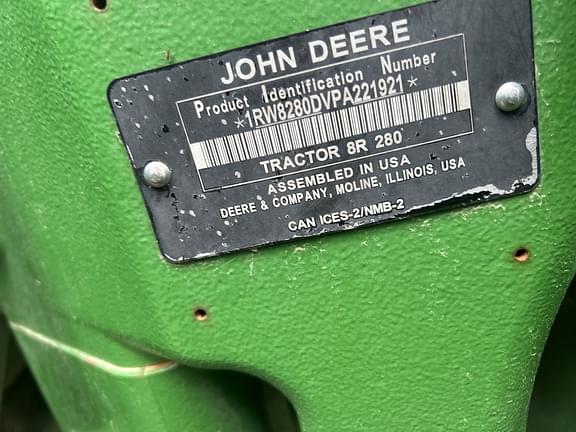 JOHN DEERE
Product Identification Number
*1RW8280DVPA221921*
TRACTOR 8R 280
ASSEMBLED IN USA
DEERE & COMPANY, MOLINE, ILLINOIS, USA
CAN ICES-2/NMB-2